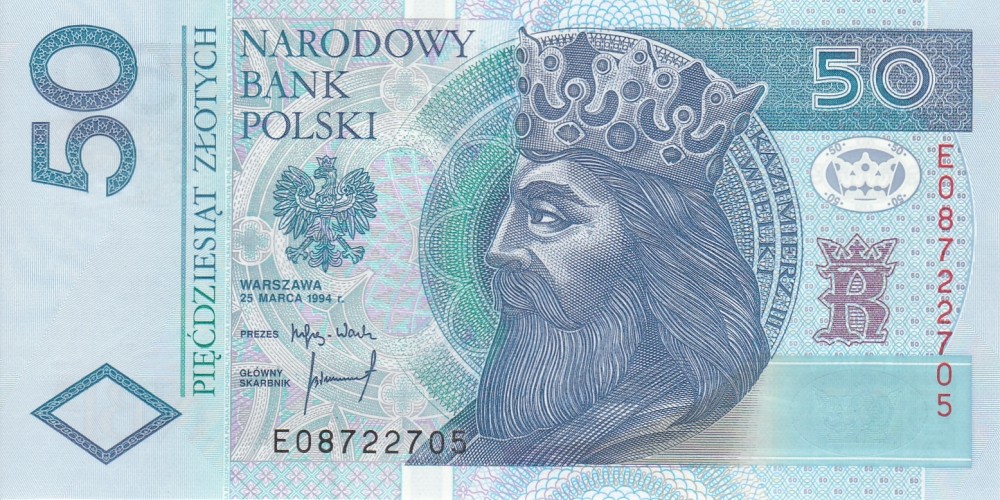 50
PIĘĆDZIESIĄT ZŁOTYCH
NARODOWY
BANK
POLSKI
WARSZAWA
25 MARCA 1994 r.
PREZES
GŁÓWNY
SKARBNIK
E08722705
KAZIMIERZ III
WIELKI
50
E08722705
K